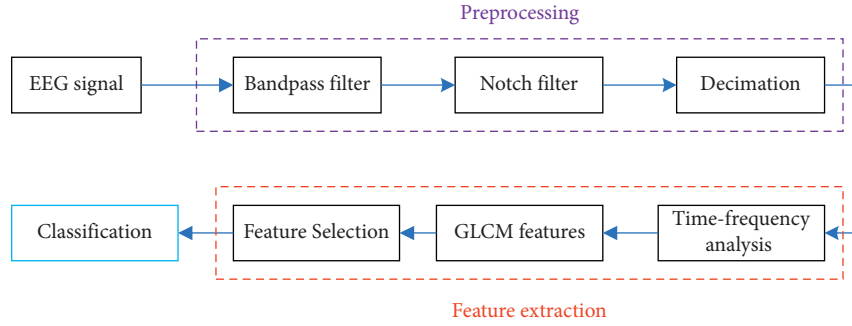 Preprocessing
EEG signal
Bandpass filter
Notch filter
Decimation
Classification
Feature Selection
GLCM features
Time-frequency
analysis
Feature extraction